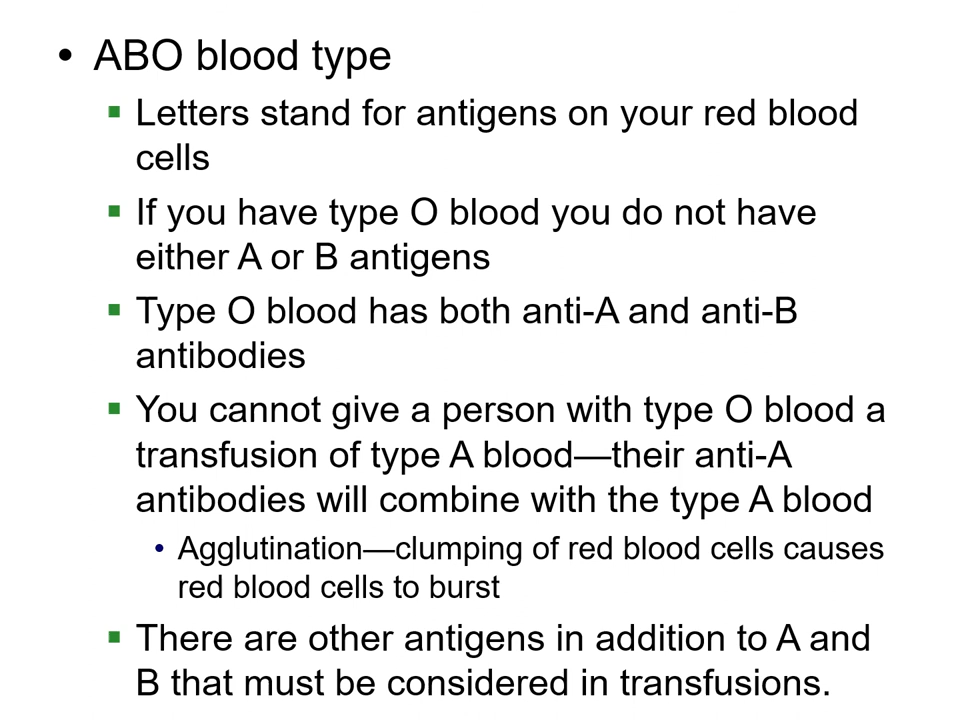 • ABO blood type
▪ Letters stand for antigens on your red blood
cells
▪ If you have type O blood you do not have
either A or B antigens
▪ Type O blood has both anti-A and anti-B
antibodies
▪ You cannot give a person with type O blood a
transfusion of type A blood—their anti-A
antibodies will combine with the type A blood
• Agglutination—clumping of red blood cells causes
red blood cells to burst
▪ There are other antigens in addition to A and
B that must be considered in transfusions.